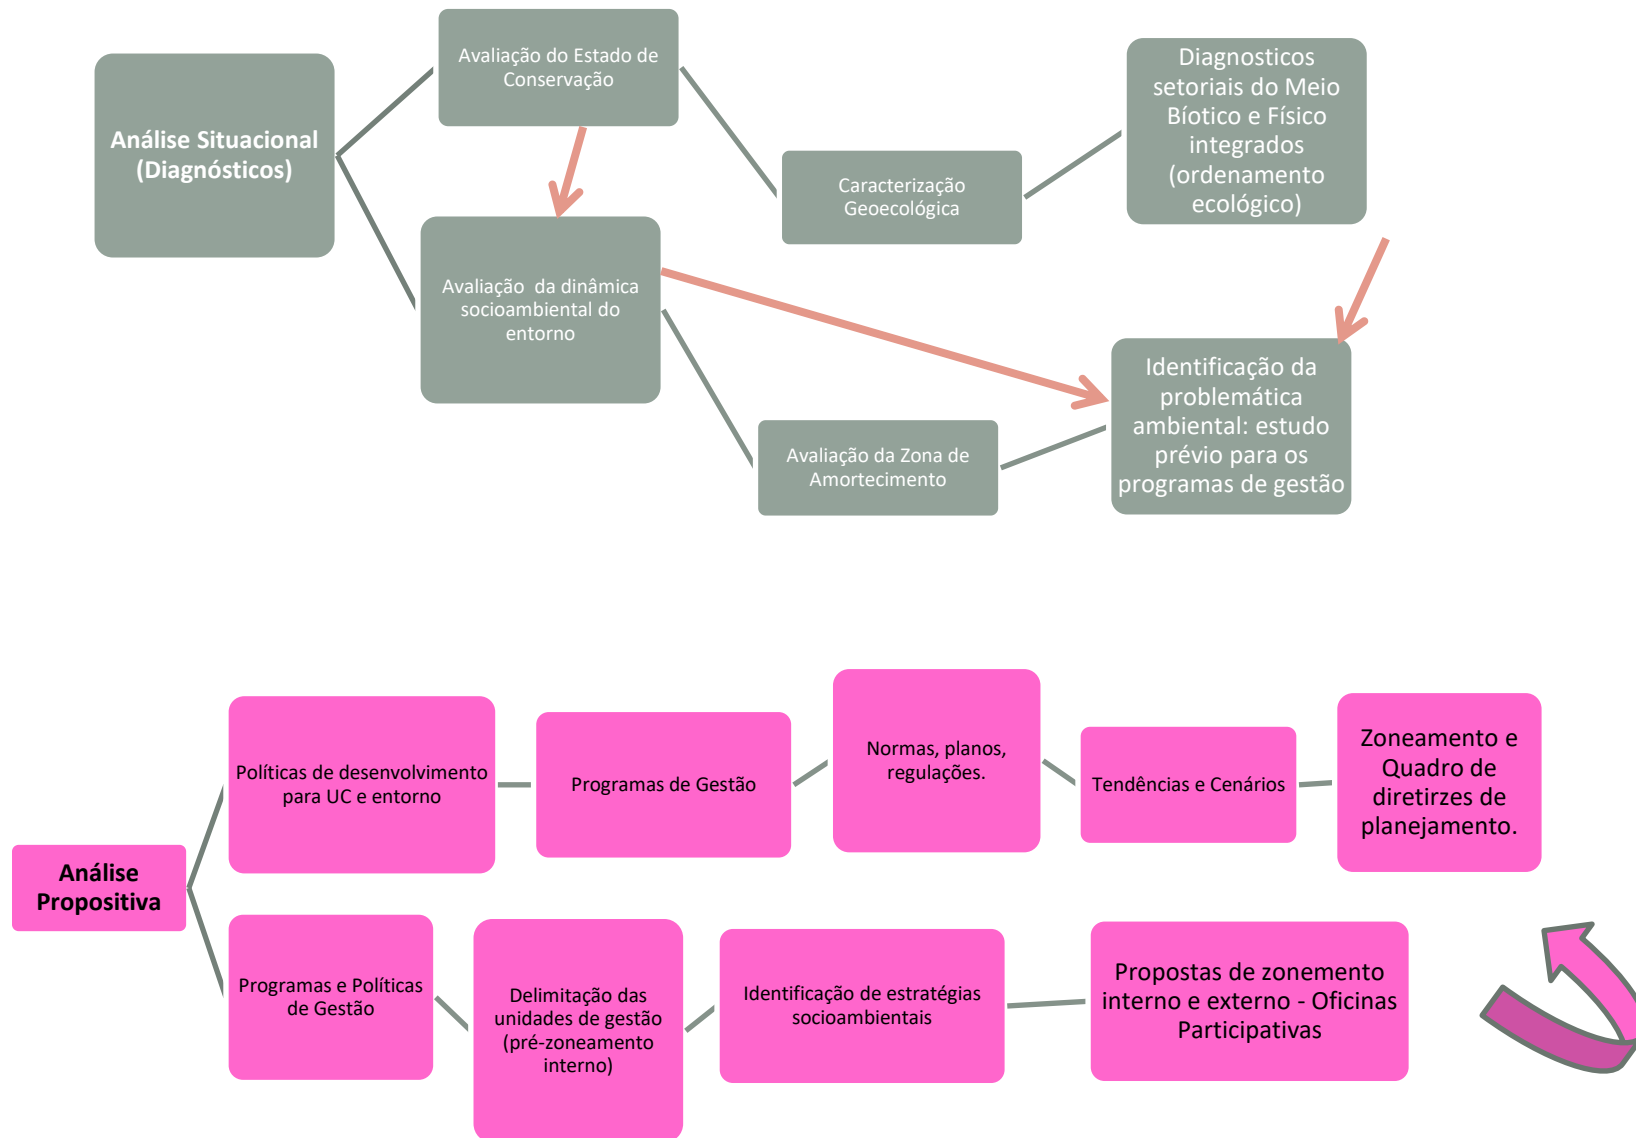 Análise Situacional
(Diagnósticos)
Avaliação do Estado de
Conservação
Avaliação da dinâmica
socioambiental do
entorno
Caracterização
Geoecológica
Avaliação da Zona de
Amortecimento
Diagnosticos
setoriais do Meio
Bíotico e Físico
integrados
(ordenamento
ecológico)
Identificação da
problemática
ambiental: estudo
prévio para os
programas de gestão
Análise
Propositiva
Políticas de desenvolvimento
para UC e entorno
Programas de Gestão
Normas, planos,
regulações.
Tendências e Cenários
Zoneamento e
Quadro de
diretirzes de
planejamento.
Programas e Políticas
de Gestão
Delimitação das
unidades de gestão
(pré-zoneamento
interno)
Identificação de estratégias
socioambientais
Propostas de zonemento
interno e externo - Oficinas
Participativas